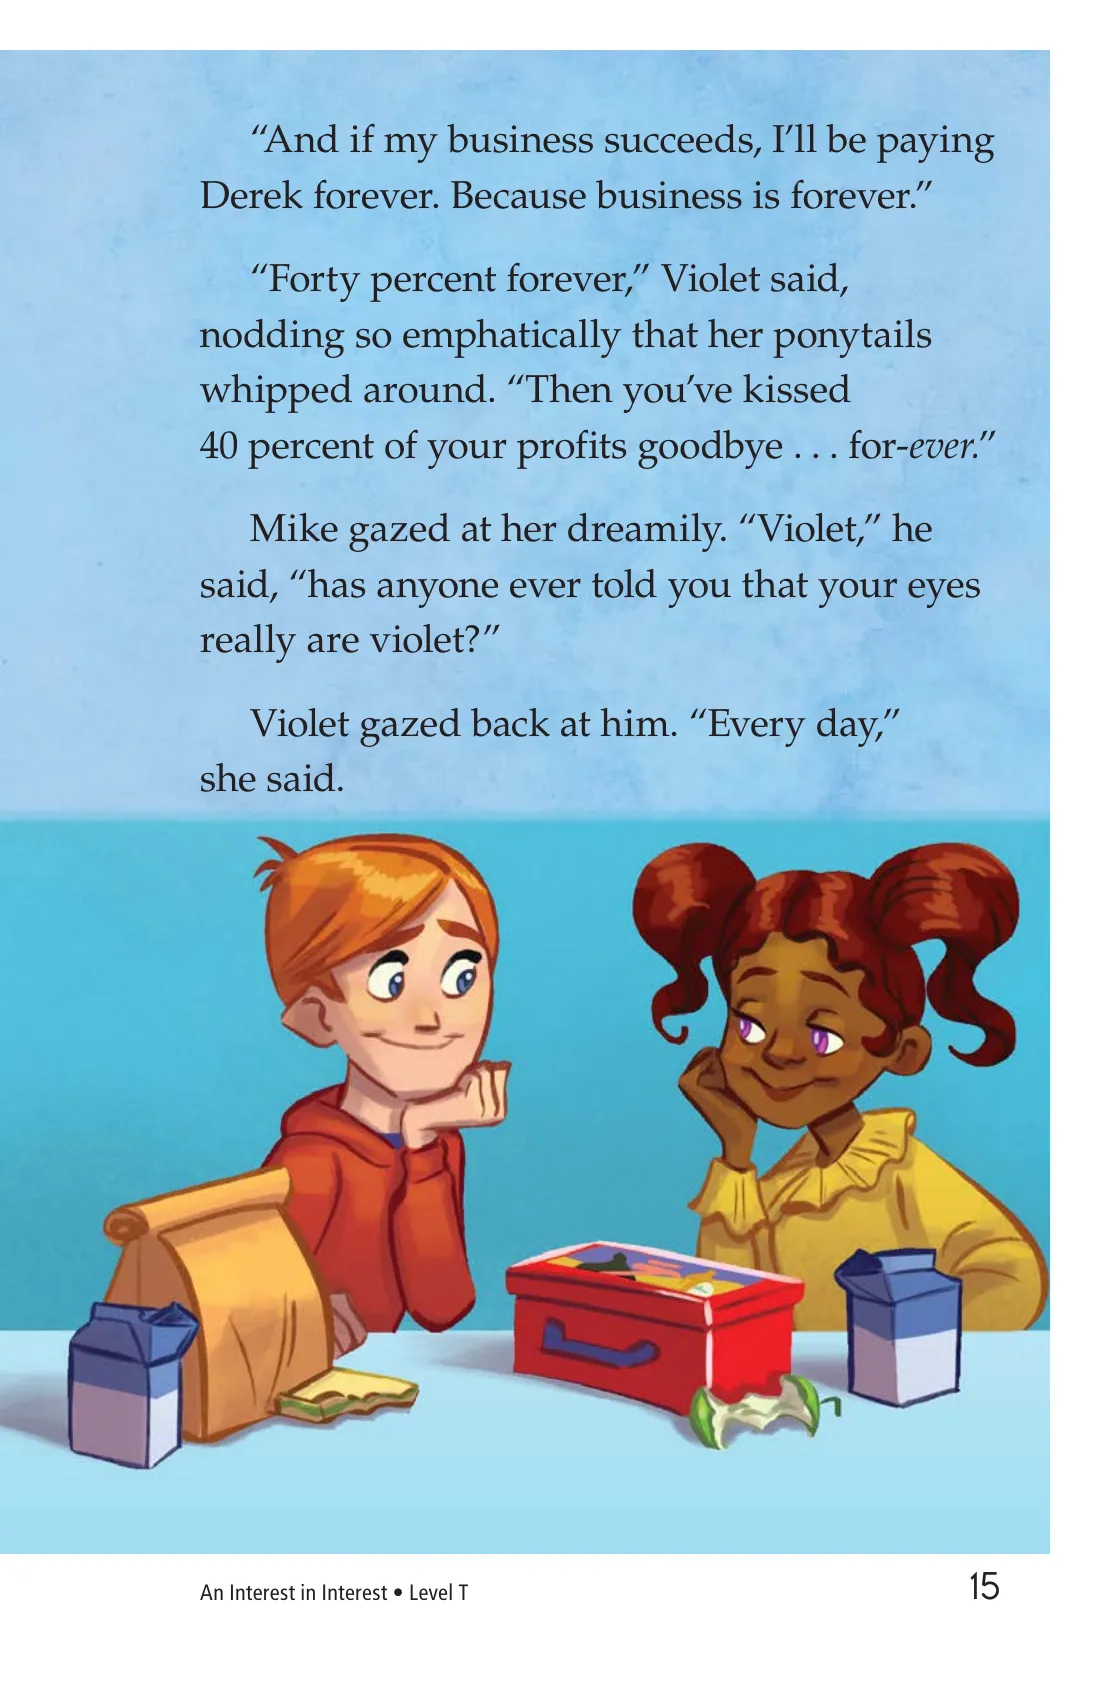 “And if my business succeeds, I’ll be paying
Derek forever. Because business is forever.”
“Forty percent forever,” Violet said,
nodding so emphatically that her ponytails
whipped around. “Then you’ve kissed
40 percent of your profits goodbye . . . for-ever.”
Mike gazed at her dreamily. “Violet,” he
said, “has anyone ever told you that your eyes
really are violet?”
Violet gazed back at him. “Every day,”
she said.
An Interest in Interest • Level T
15